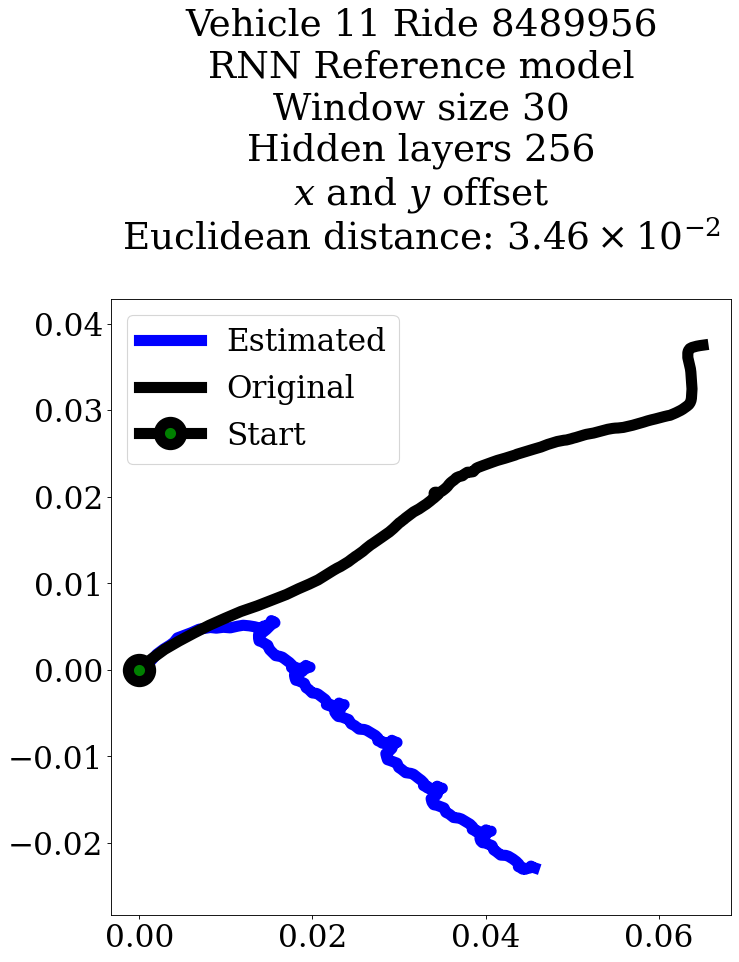 Vehicle 11 Ride 8489956
RNN Reference model
Window size 30
Hidden layers 256
x and y offset
Euclidean distance: 3.46 × 10⁻²
Estimated
Original
Start
0.04
0.03
0.02
0.01
0.00
−0.01
−0.02
0.00 0.02 0.04 0.06